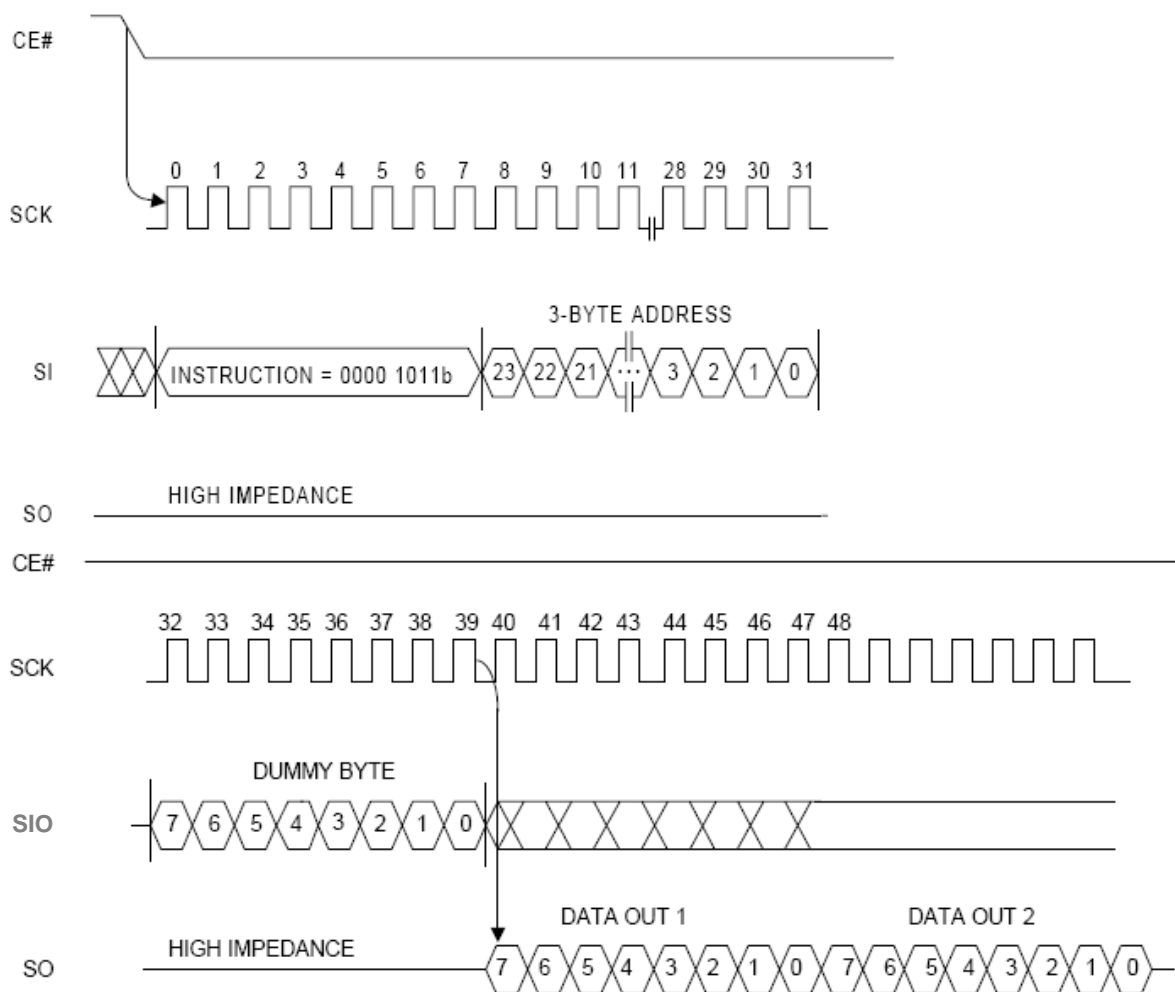 CE#
0 1 2 3 4 5 6 7 8 9 10 11 28 29 30 31
SCK
3-BYTE ADDRESS
SI INSTRUCTION = 0000 1011b 23 22 21 ... 3 2 1 0
HIGH IMPEDANCE
SO
CE#
32 33 34 35 36 37 38 39 40 41 42 43 44 45 46 47 48
SCK
DUMMY BYTE
SIO 7 6 5 4 3 2 1 0
DATA OUT 1 DATA OUT 2
HIGH IMPEDANCE
SO 7 6 5 4 3 2 1 0 7 6 5 4 3 2 1 0